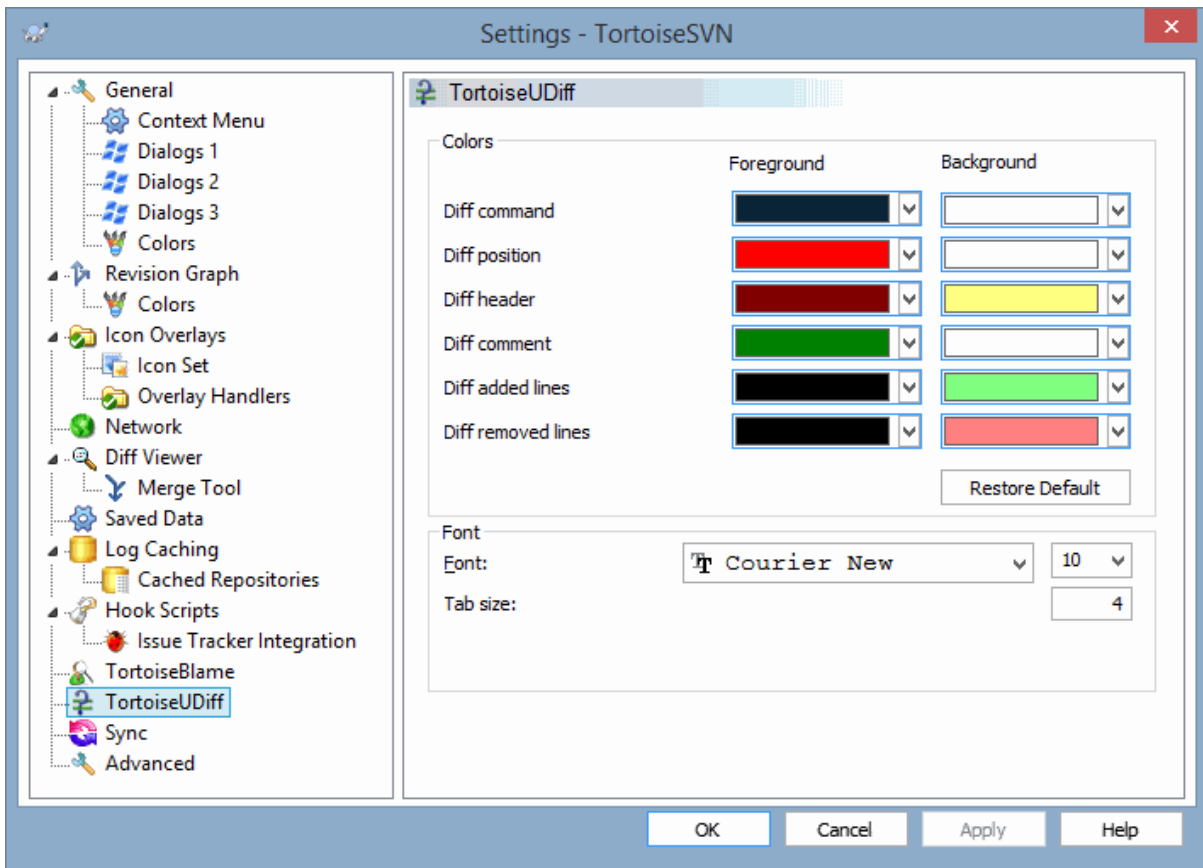 Settings - TortoiseSVN
General
Context Menu
Dialogs 1
Dialogs 2
Dialogs 3
Colors
Revision Graph
Colors
Icon Overlays
Icon Set
Overlay Handlers
Network
Diff Viewer
Merge Tool
Saved Data
Log Caching
Cached Repositories
Hook Scripts
Issue Tracker Integration
TortoiseBlame
TortoiseUDiff
Sync
Advanced
TortoiseUDiff
Colors
Foreground Background
Diff command
Diff position
Diff header
Diff comment
Diff added lines
Diff removed lines
Restore Default
Font
Font: Courier New 10
Tab size: 4
OK Cancel Apply Help